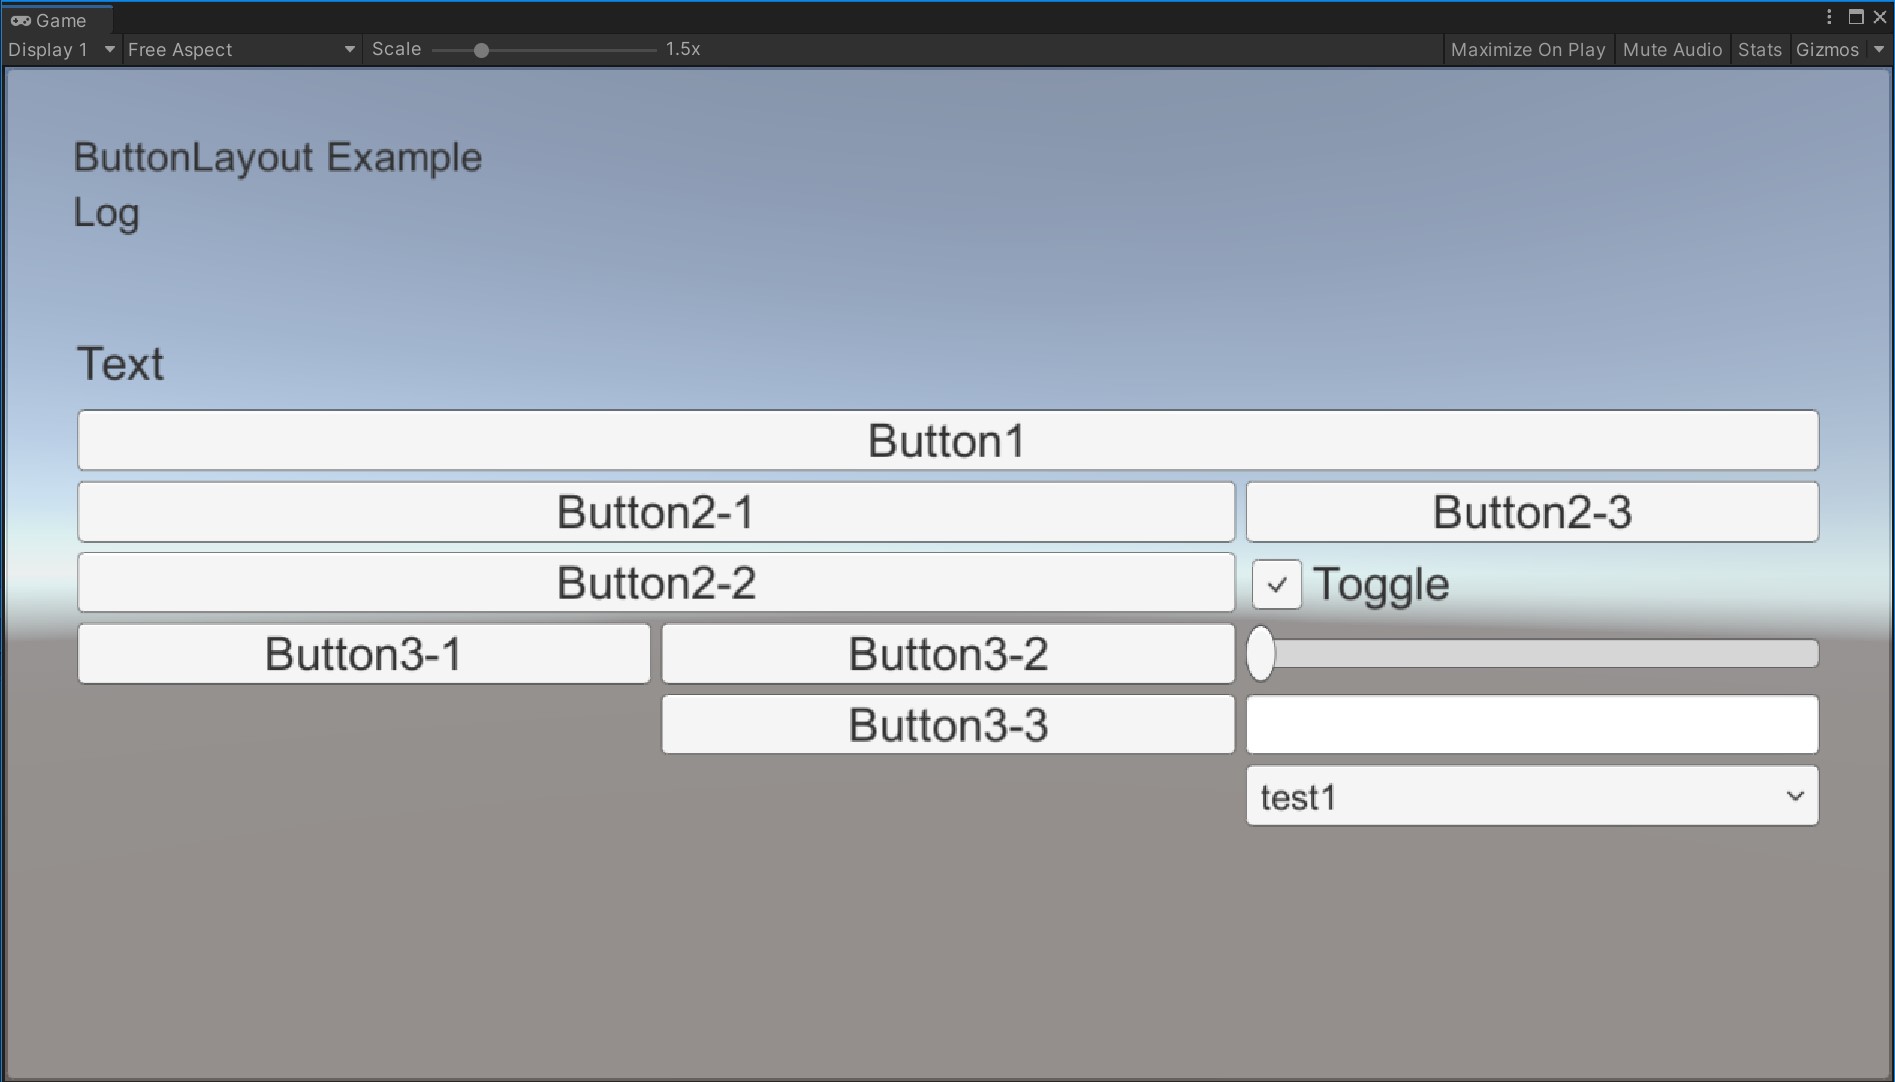 Game
Display 1 Free Aspect Scale 1.5x Maximize On Play Mute Audio Stats Gizmos
ButtonLayout Example
Log
Text
Button1
Button2-1 Button2-3
Button2-2 Toggle
Button3-1 Button3-2
Button3-3
test1